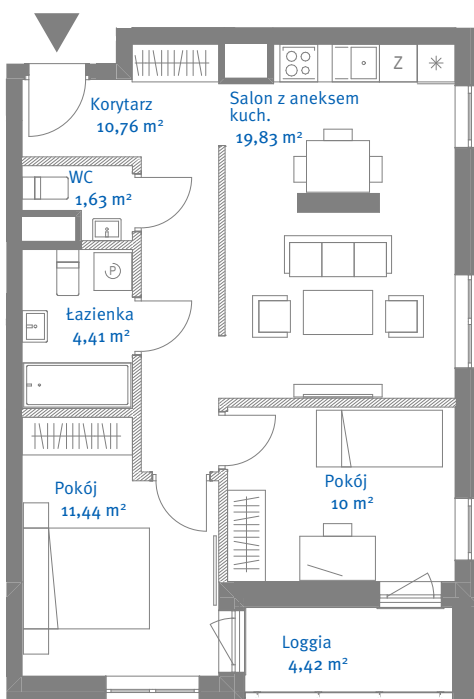 Korytarz
10,76 m²
Salon z aneksem
kuch.
19,83 m²
Z
WC
1,63 m²
P
Łazienka
4,41 m²
Pokój
11,44 m²
Pokój
10 m²
Loggia
4,42 m²